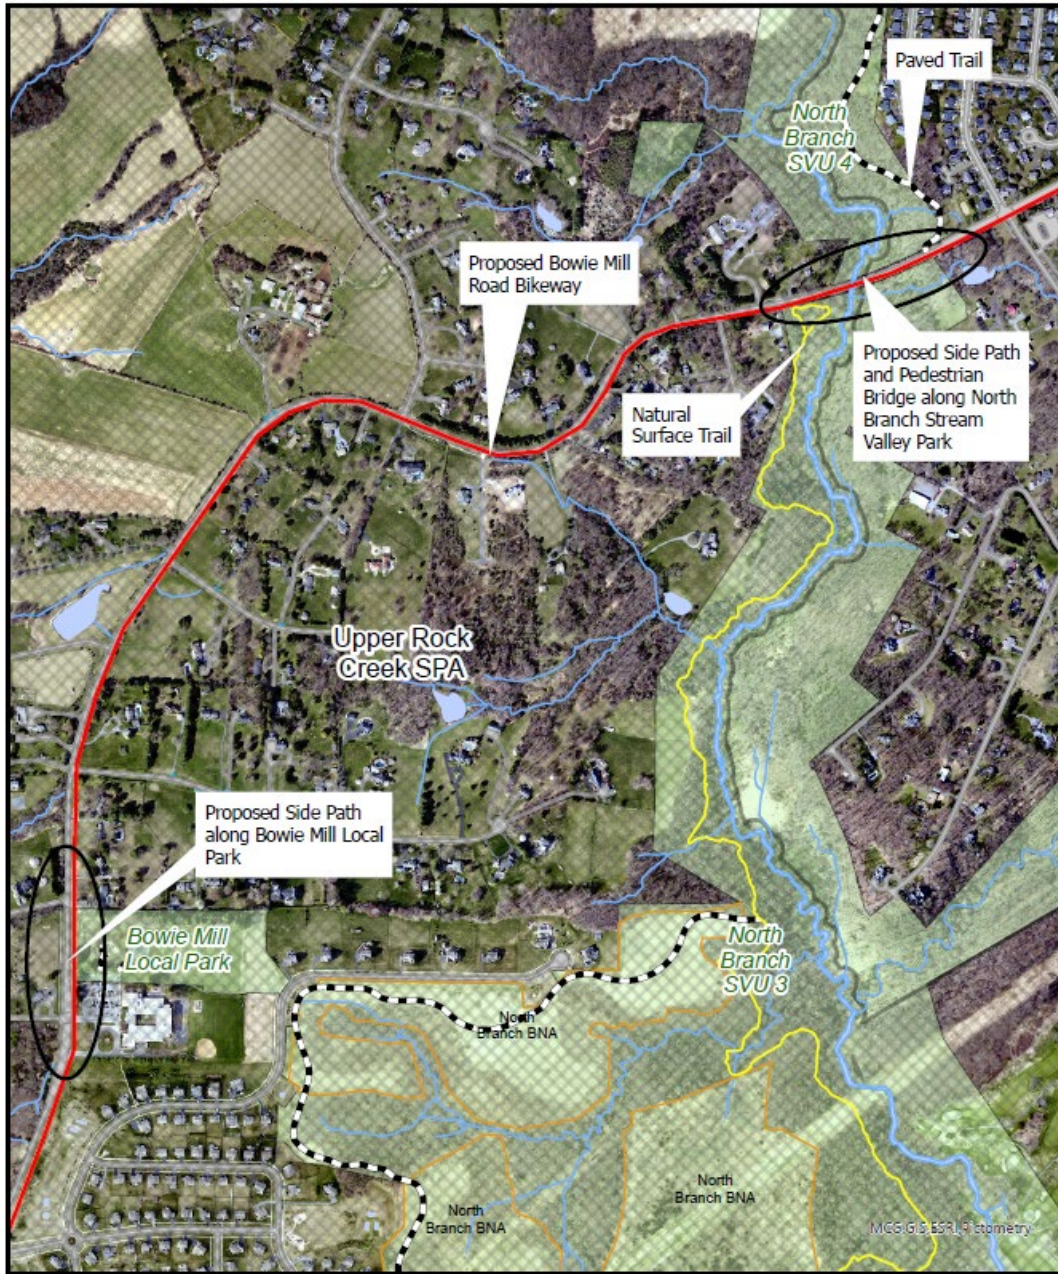 Paved Trail
North
Branch
SVU 4
Proposed Bowie Mill
Road Bikeway
Proposed Side Path
and Pedestrian
Bridge along North
Branch Stream
Valley Park
Natural
Surface Trail
Upper Rock
Creek SPA
Proposed Side Path
along Bowie Mill Local
Park
Bowie Mill
Local Park
North
Branch
SVU 3
North
Branch BNA
North
Branch BNA
North
Branch BNA
MCG,G.I.S,ESRI,Pictometry